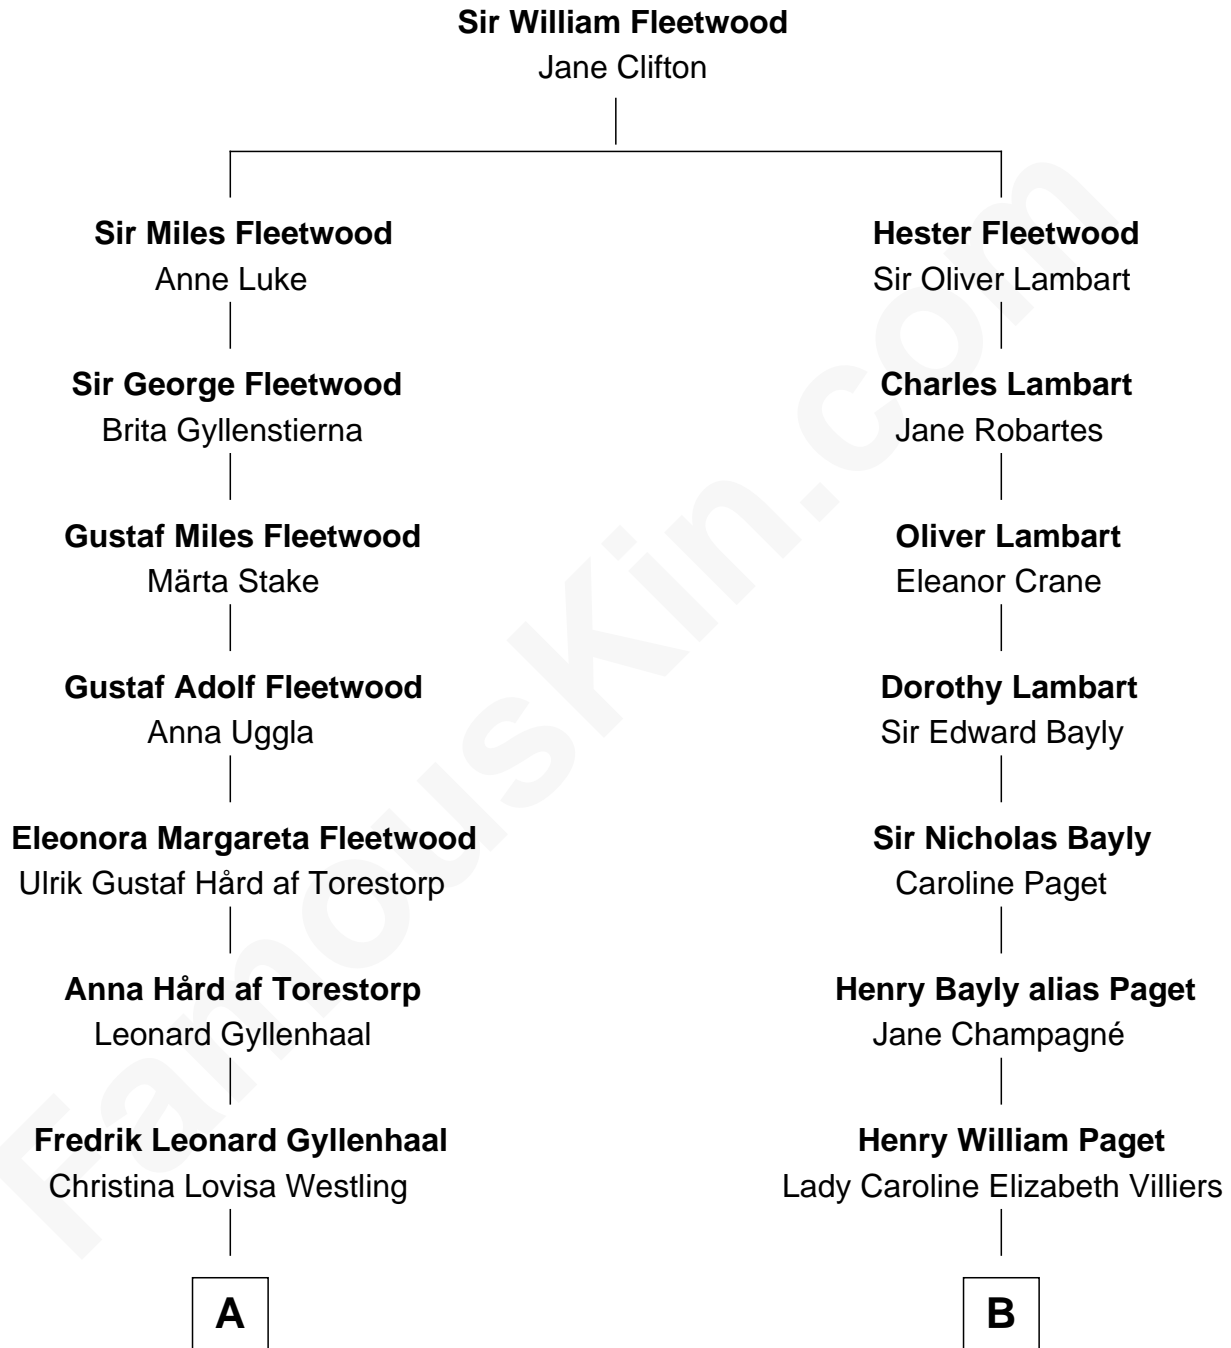 Sir William Fleetwood
Jane Clifton
Sir Miles Fleetwood
Anne Luke
Hester Fleetwood
Sir Oliver Lambart
Sir George Fleetwood
Brita Gyllenstierna
Charles Lambart
Jane Robartes
Gustaf Miles Fleetwood
Märta Stake
Oliver Lambart
Eleanor Crane
Gustaf Adolf Fleetwood
Anna Uggla
Dorothy Lambart
Sir Edward Bayly
Eleonora Margareta Fleetwood
Ulrik Gustaf Hård af Torestorp
Sir Nicholas Bayly
Caroline Paget
Anna Hård af Torestorp
Leonard Gyllenhaal
Henry Bayly alias Paget
Jane Champagné
Fredrik Leonard Gyllenhaal
Christina Lovisa Westling
Henry William Paget
Lady Caroline Elizabeth Villiers
A
B
FamousKin.com